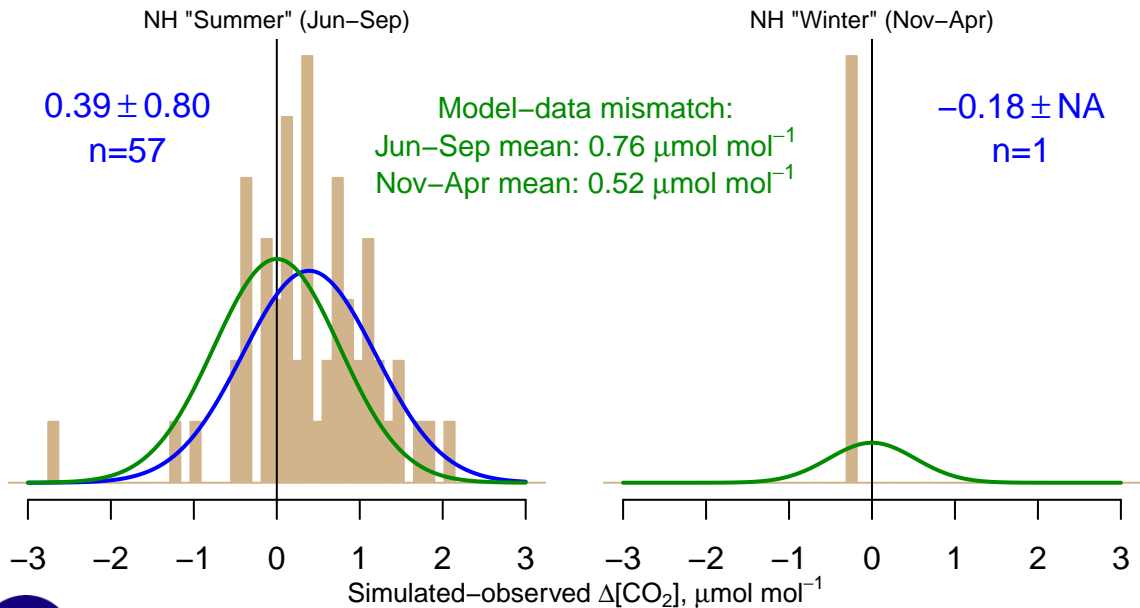 NH "Summer" (Jun−Sep)
NH "Winter" (Nov−Apr)
0.39 ± 0.80
n=57
Model−data mismatch:
Jun−Sep mean: 0.76 μmol mol⁻¹
Nov−Apr mean: 0.52 μmol mol⁻¹
−0.18 ± NA
n=1
−3 −2 −1 0 1 2 3
−3 −2 −1 0 1 2 3
Simulated−observed Δ[CO₂], μmol mol⁻¹